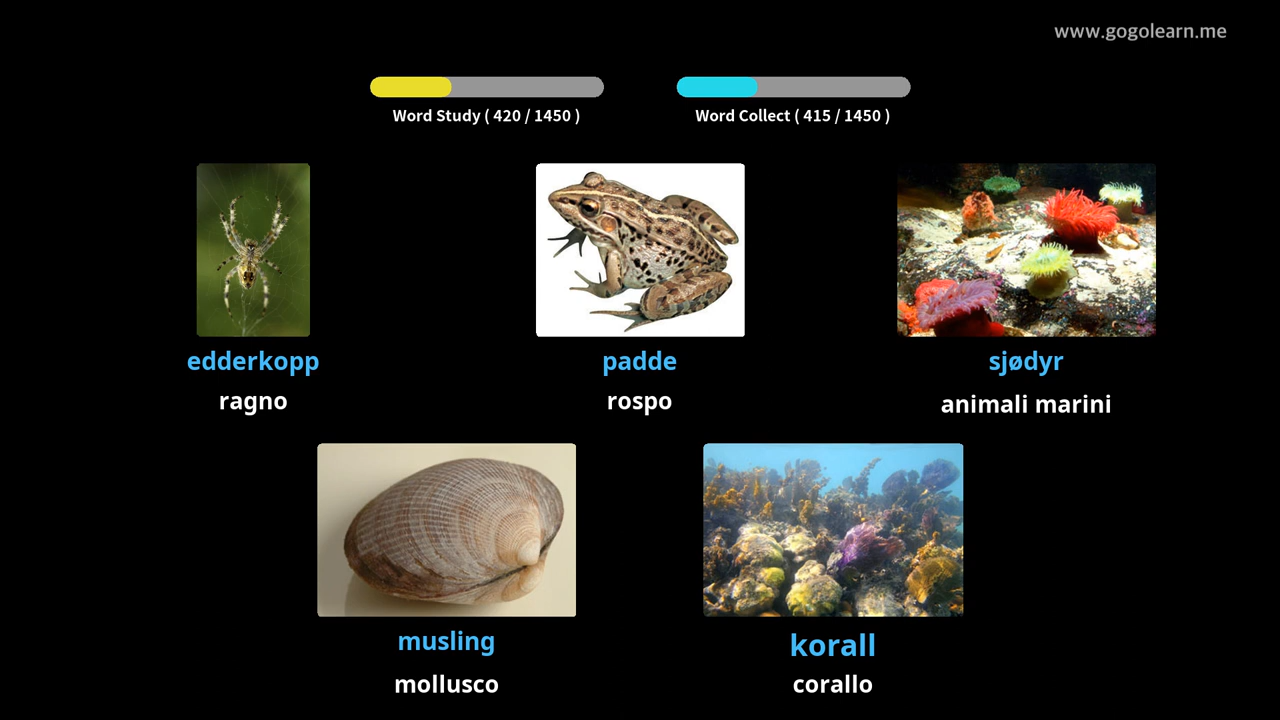 www.gogolearn.me
Word Study ( 420 / 1450 )
Word Collect ( 415 / 1450 )
edderkopp
ragno
padde
rospo
sjødyr
animali marini
musling
mollusco
korall
corallo